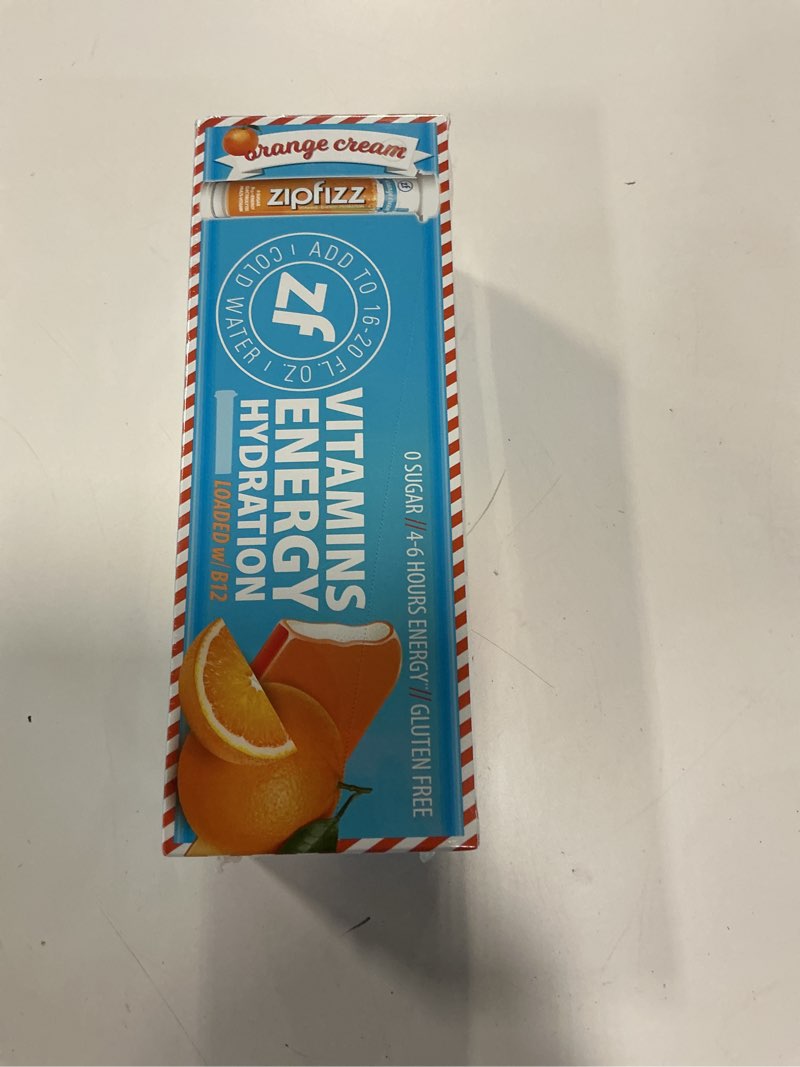 orange cream
zipfizz
ADD TO 16-20 FL. OZ. | COLD WATER |
ZF
VITAMINS
ENERGY
HYDRATION
LOADED w/ B12
0 SUGAR // 4-6 HOURS ENERGY // GLUTEN FREE